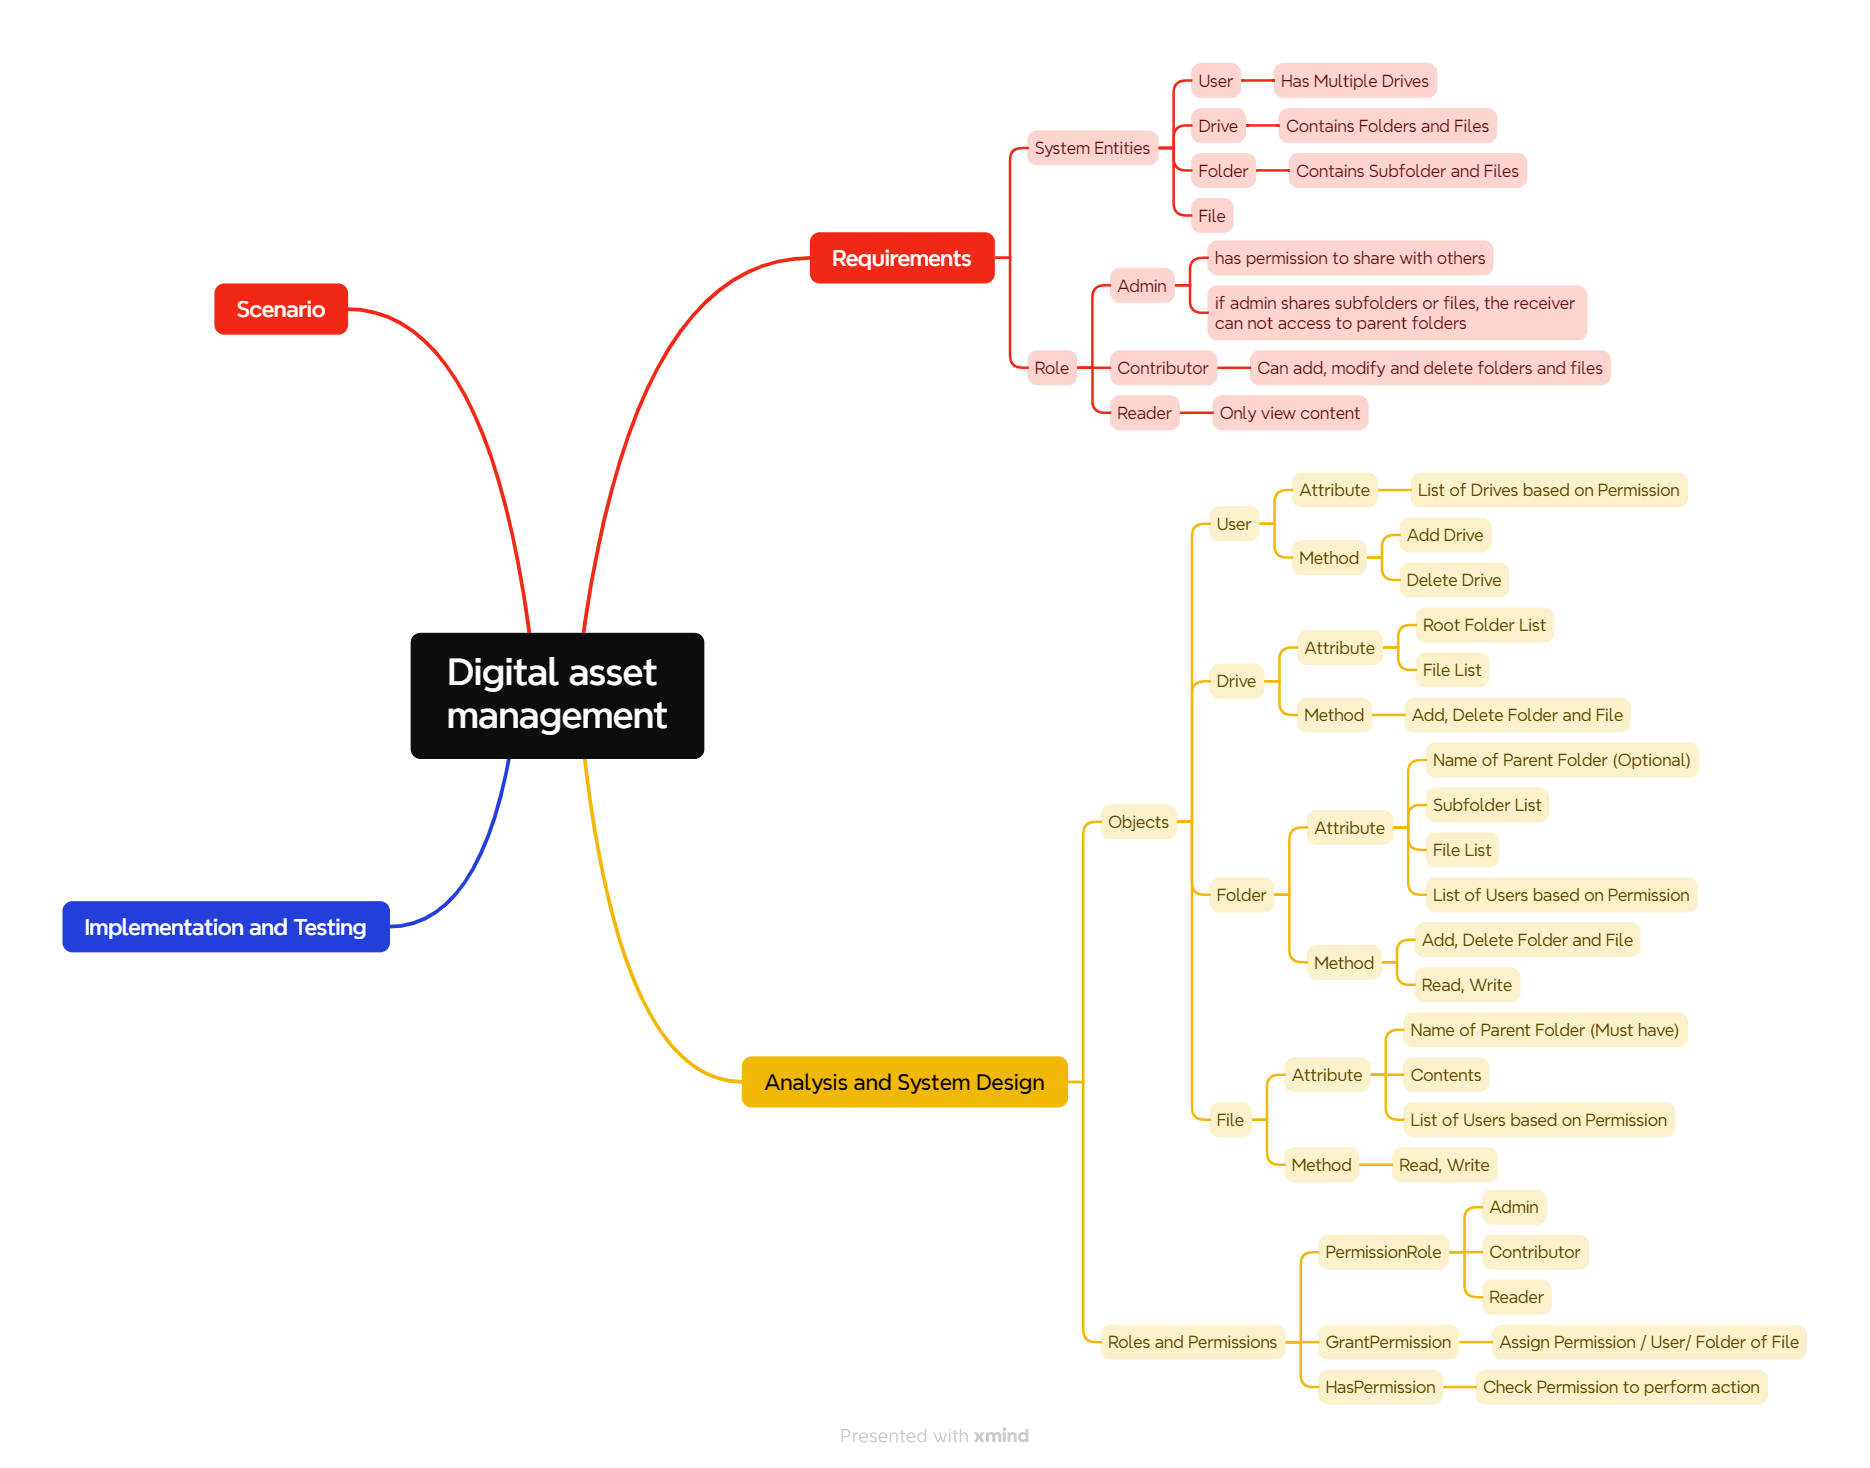 Digital asset
management
Scenario
Requirements
System Entities
User
Has Multiple Drives
Drive
Contains Folders and Files
Folder
Contains Subfolder and Files
File
Role
Admin
has permission to share with others
if admin shares subfolders or files, the receiver
can not access to parent folders
Contributor
Can add, modify and delete folders and files
Reader
Only view content
Analysis and System Design
Objects
User
Attribute
List of Drives based on Permission
Method
Add Drive
Delete Drive
Drive
Attribute
Root Folder List
File List
Method
Add, Delete Folder and File
Folder
Attribute
Name of Parent Folder (Optional)
Subfolder List
File List
List of Users based on Permission
Method
Add, Delete Folder and File
Read, Write
File
Attribute
Name of Parent Folder (Must have)
Contents
List of Users based on Permission
Method
Read, Write
Roles and Permissions
PermissionRole
Admin
Contributor
Reader
GrantPermission
Assign Permission / User/ Folder of File
HasPermission
Check Permission to perform action
Implementation and Testing
Presented with xmind